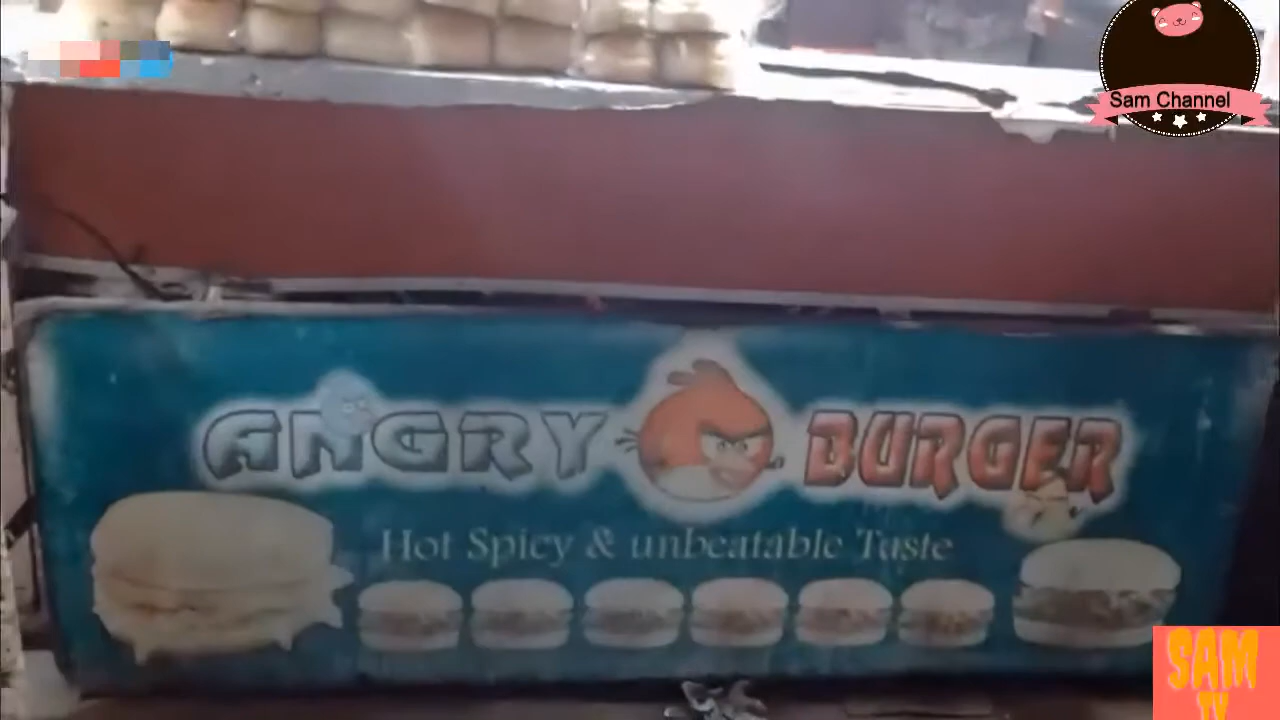 Sam Channel
ANGRY BURGER
Hot Spicy & unbeatable Taste
SAM
TV